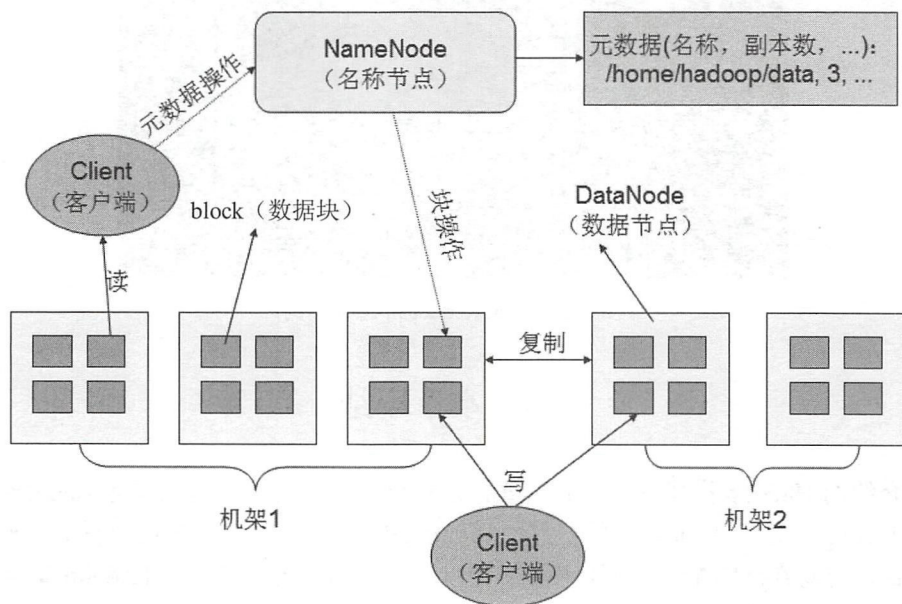 NameNode
（名称节点）
元数据(名称，副本数，...)：
/home/hadoop/data, 3, ...
元数据操作
Client
（客户端）
block（数据块）
块操作
DataNode
（数据节点）
读
复制
写
机架1
机架2
Client
（客户端）